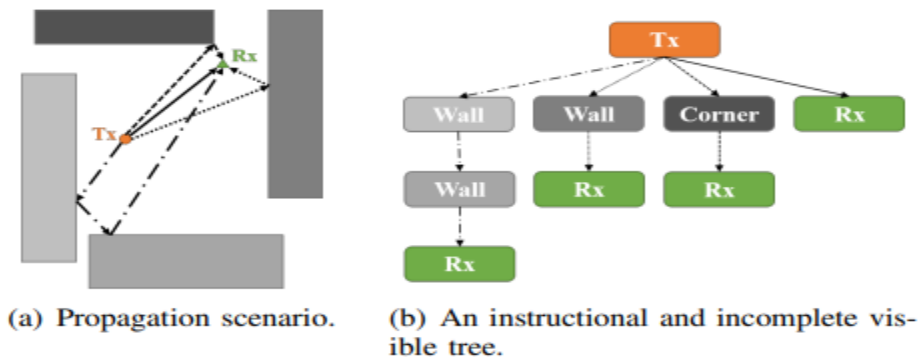 Rx
Tx
(a) Propagation scenario.
Tx
Wall Wall Corner Rx
Wall Rx Rx
Rx
(b) An instructional and incomplete vis-
ible tree.